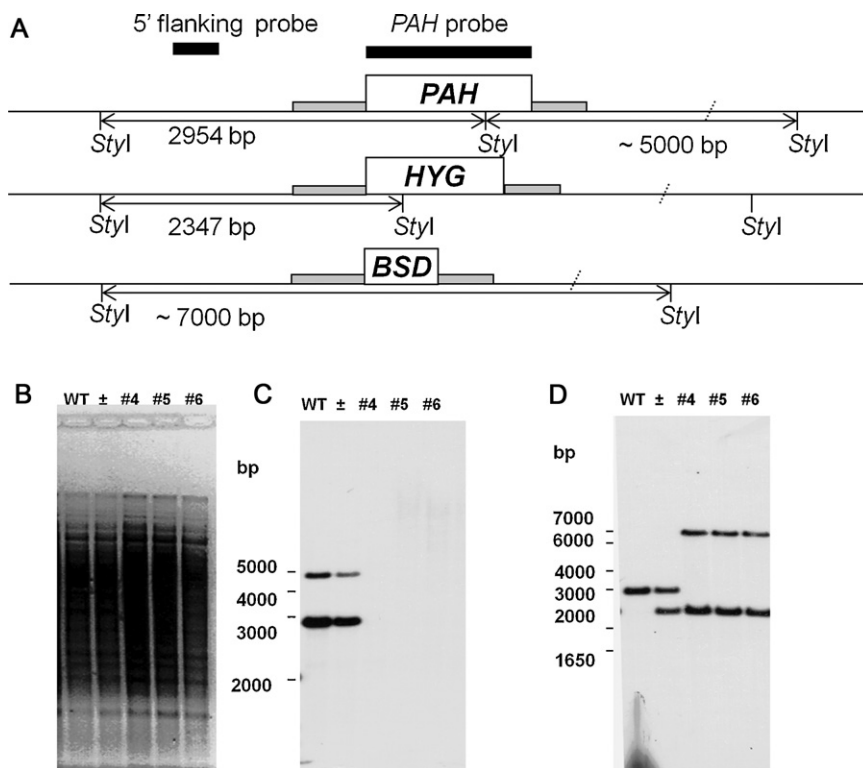 A
5' flanking probe PAH probe
PAH
2954 bp
StyI StyI ~ 5000 bp StyI
HYG
StyI 2347 bp StyI StyI
BSD
StyI ~ 7000 bp StyI
B WT ± #4 #5 #6
C WT ± #4 #5 #6
bp
5000
4000
3000
2000
D WT ± #4 #5 #6
bp
7000
6000
4000
3000
2000
1650